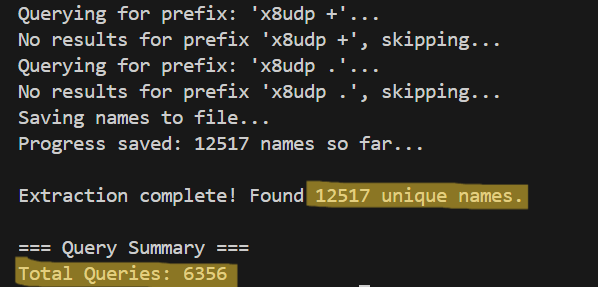 Querying for prefix: 'x8udp +'...
No results for prefix 'x8udp +', skipping...
Querying for prefix: 'x8udp .'...
No results for prefix 'x8udp .', skipping...
Saving names to file...
Progress saved: 12517 names so far...
Extraction complete! Found 12517 unique names.
=== Query Summary ===
Total Queries: 6356